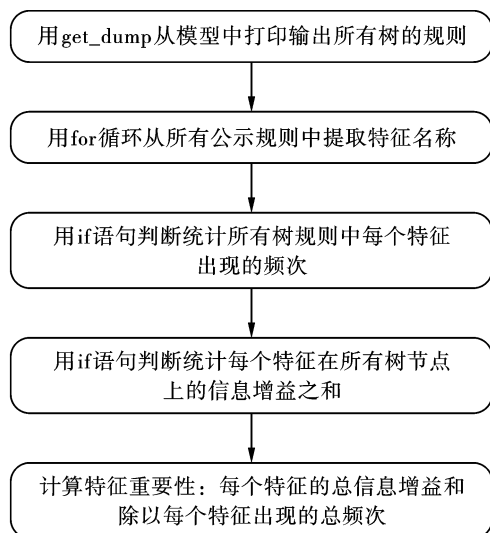 用get_dump从模型中打印输出所有树的规则
用for循环从所有公示规则中提取特征名称
用if语句判断统计所有树规则中每个特征
出现的频次
用if语句判断统计每个特征在所有树节点
上的信息增益之和
计算特征重要性：每个特征的总信息增益和
除以每个特征出现的总频次